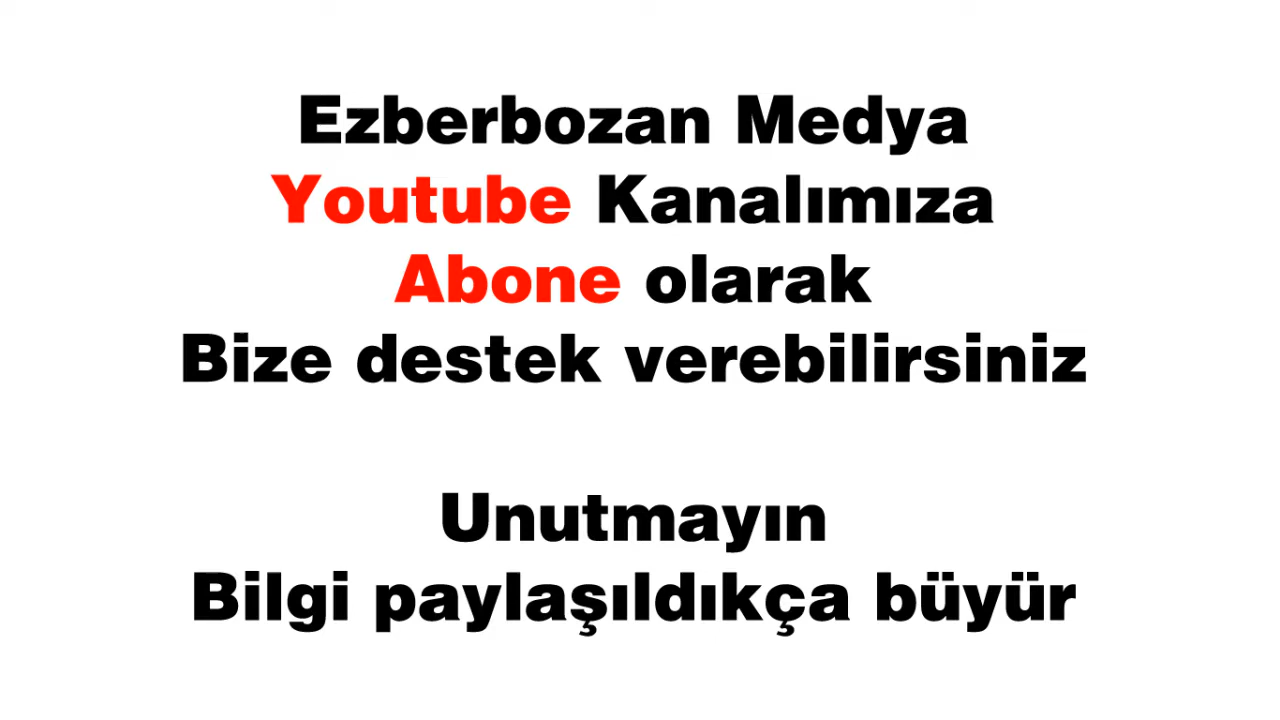 Ezberbozan Medya
Youtube Kanalımıza
Abone olarak
Bize destek verebilirsiniz
Unutmayın
Bilgi paylaşıldıkça büyür